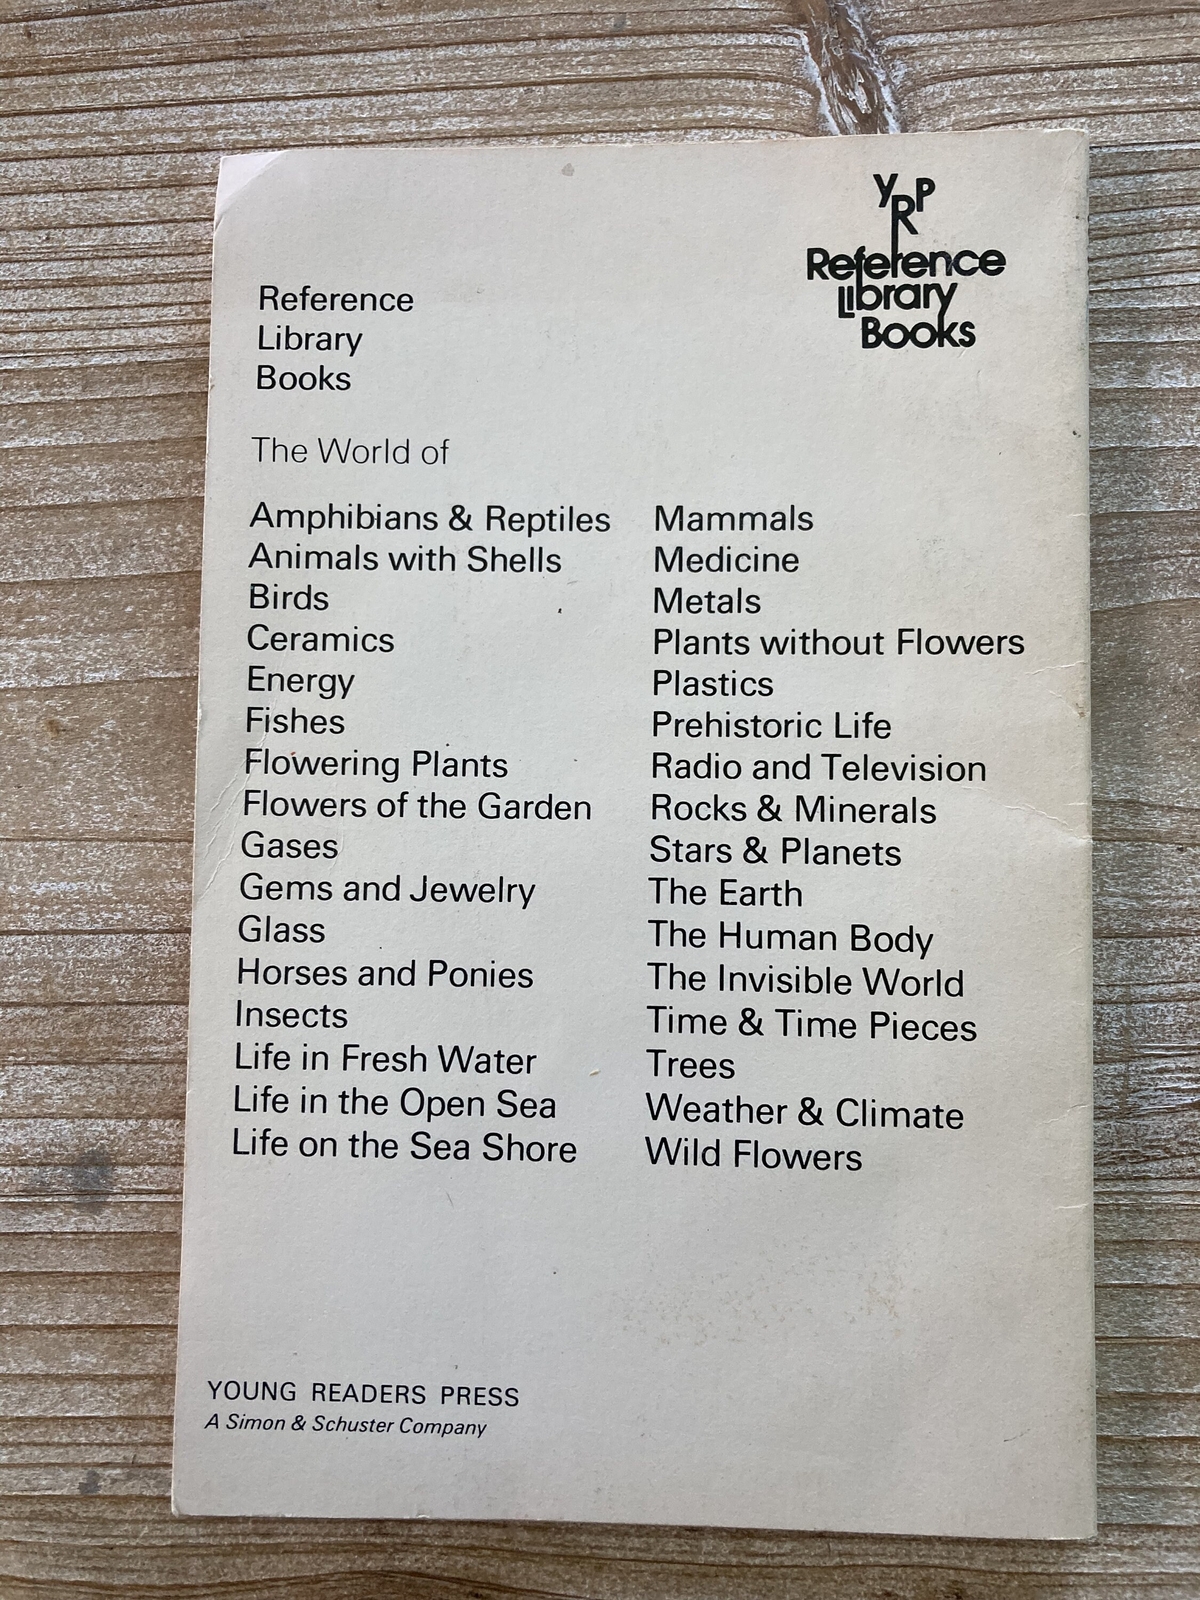 YRP
Reference
Library
Books
Reference
Library
Books
The World of
Amphibians & Reptiles
Animals with Shells
Birds
Ceramics
Energy
Fishes
Flowering Plants
Flowers of the Garden
Gases
Gems and Jewelry
Glass
Horses and Ponies
Insects
Life in Fresh Water
Life in the Open Sea
Life on the Sea Shore
Mammals
Medicine
Metals
Plants without Flowers
Plastics
Prehistoric Life
Radio and Television
Rocks & Minerals
Stars & Planets
The Earth
The Human Body
The Invisible World
Time & Time Pieces
Trees
Weather & Climate
Wild Flowers
YOUNG READERS PRESS
A Simon & Schuster Company